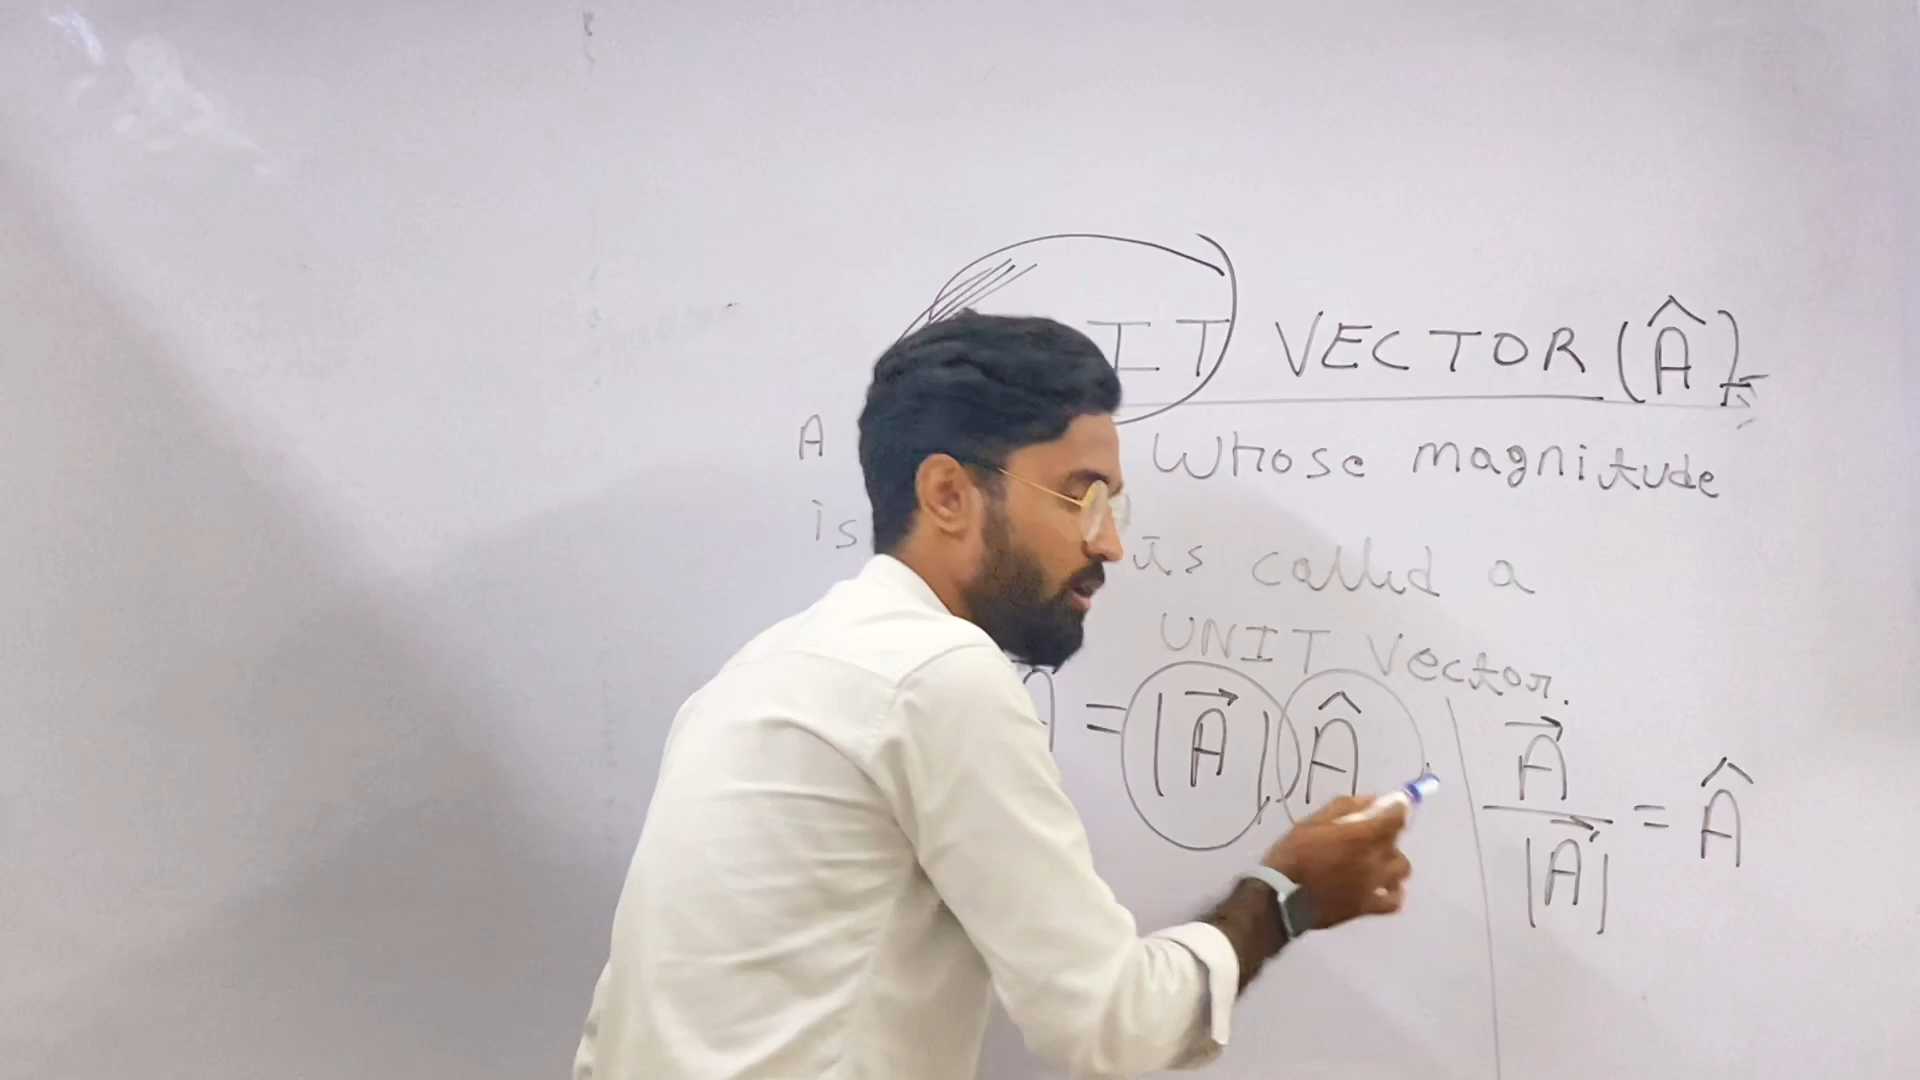 IT VECTOR (Â)
A Whose magnitude
is is called a
UNIT Vector.
= |A⃗| Â
A⃗ / |A⃗| = Â